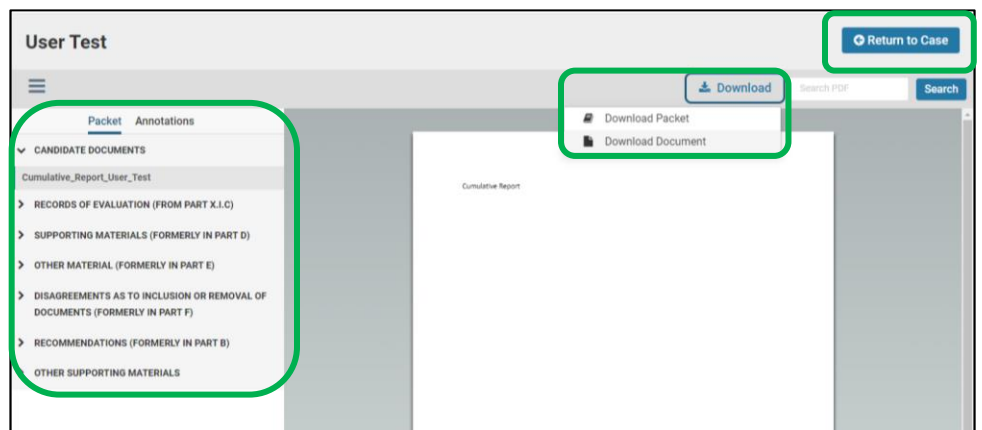 User Test
Return to Case
Download
Search PDF
Search
Packet Annotations
Download Packet
Download Document
CANDIDATE DOCUMENTS
Cumulative_Report_User_Test
RECORDS OF EVALUATION (FROM PART X.I.C)
SUPPORTING MATERIALS (FORMERLY IN PART D)
OTHER MATERIAL (FORMERLY IN PART E)
DISAGREEMENTS AS TO INCLUSION OR REMOVAL OF
DOCUMENTS (FORMERLY IN PART F)
RECOMMENDATIONS (FORMERLY IN PART B)
OTHER SUPPORTING MATERIALS
Cumulative Report